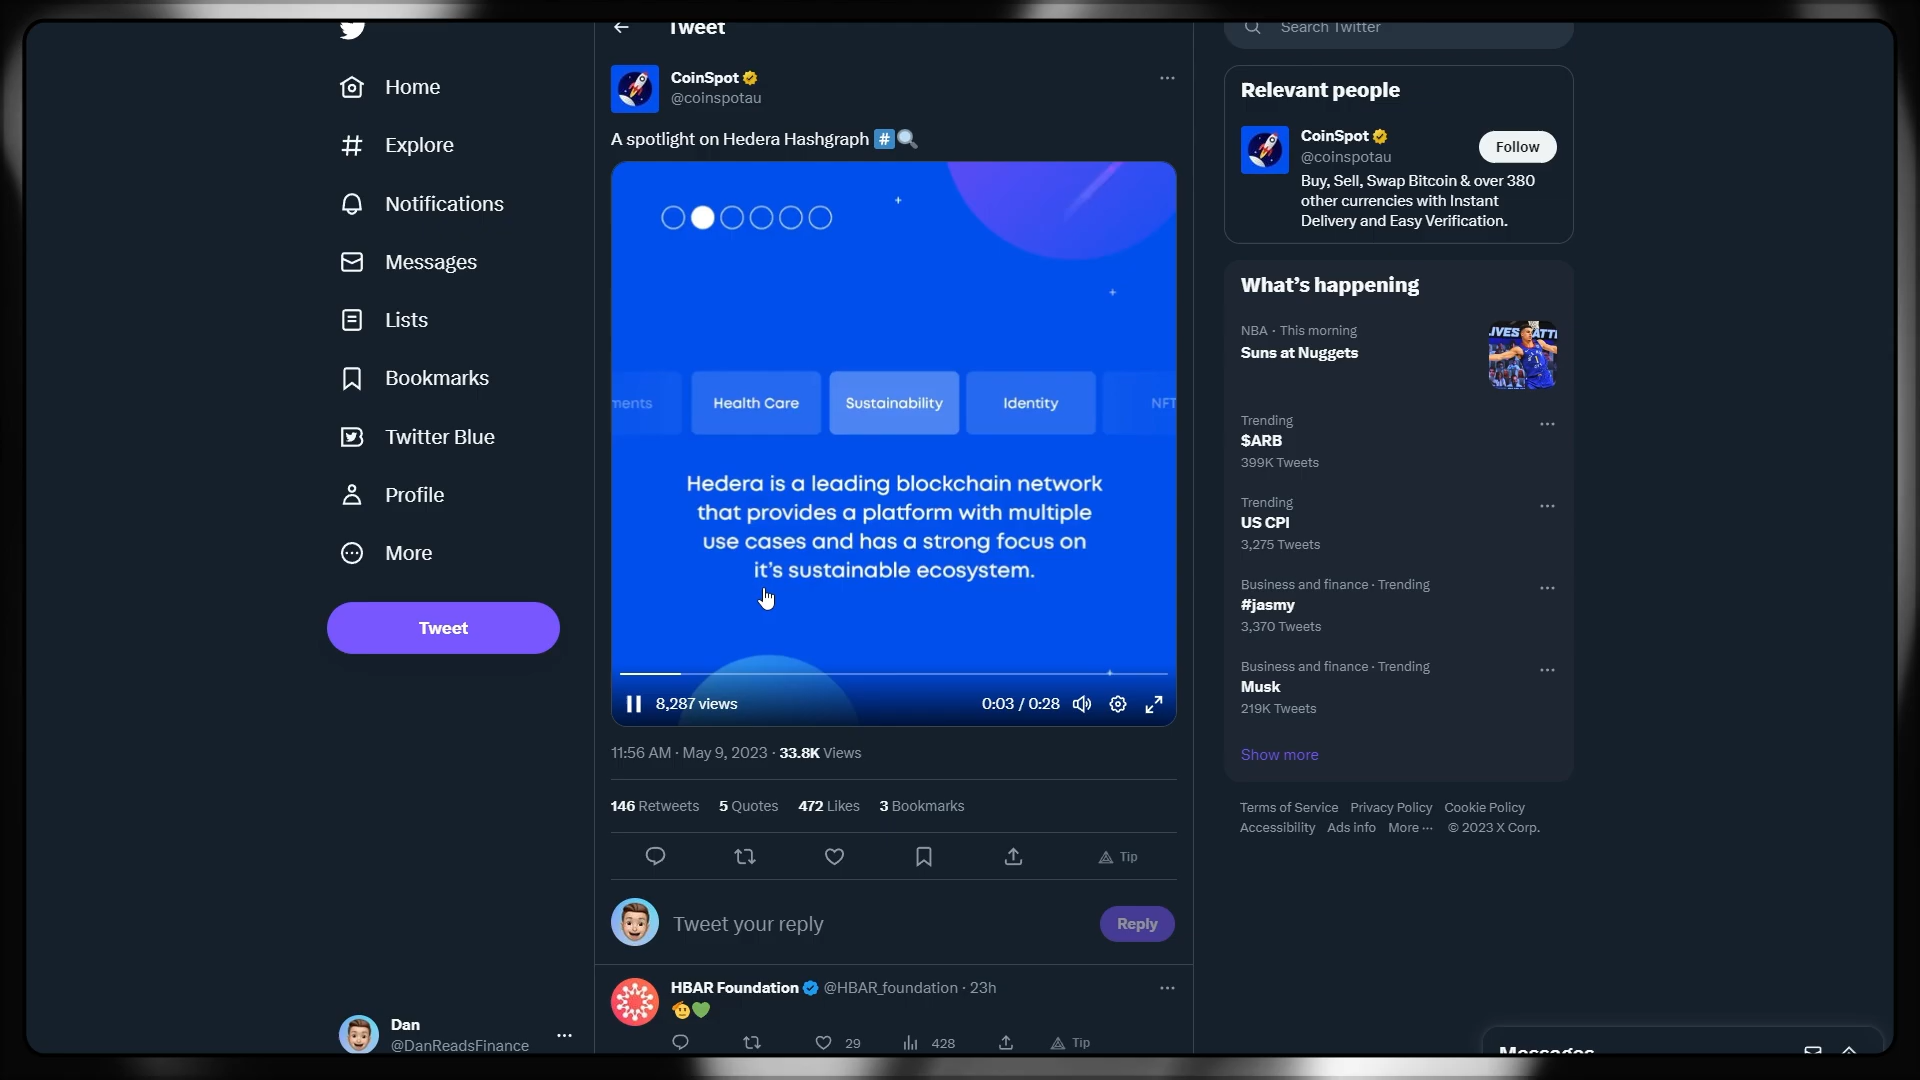 Home
Explore
Notifications
Messages
Lists
Bookmarks
Twitter Blue
Profile
More
Tweet
Dan
@DanReadsFinance
Tweet
CoinSpot
@coinspotau
A spotlight on Hedera Hashgraph #️⃣🔍
ments
Health Care
Sustainability
Identity
NFT
Hedera is a leading blockchain network
that provides a platform with multiple
use cases and has a strong focus on
it's sustainable ecosystem.
8,287 views
0:03 / 0:28
11:56 AM · May 9, 2023 · 33.8K Views
146 Retweets 5 Quotes 472 Likes 3 Bookmarks
Tip
Tweet your reply
Reply
HBAR Foundation @HBAR_foundation · 23h
29
428
Tip
Search Twitter
Relevant people
CoinSpot
@coinspotau
Follow
Buy, Sell, Swap Bitcoin & over 380
other currencies with Instant
Delivery and Easy Verification.
What's happening
NBA · This morning
Suns at Nuggets
Trending
$ARB
399K Tweets
Trending
US CPI
3,275 Tweets
Business and finance · Trending
#jasmy
3,370 Tweets
Business and finance · Trending
Musk
219K Tweets
Show more
Terms of Service Privacy Policy Cookie Policy
Accessibility Ads info More ··· © 2023 X Corp.
Messages